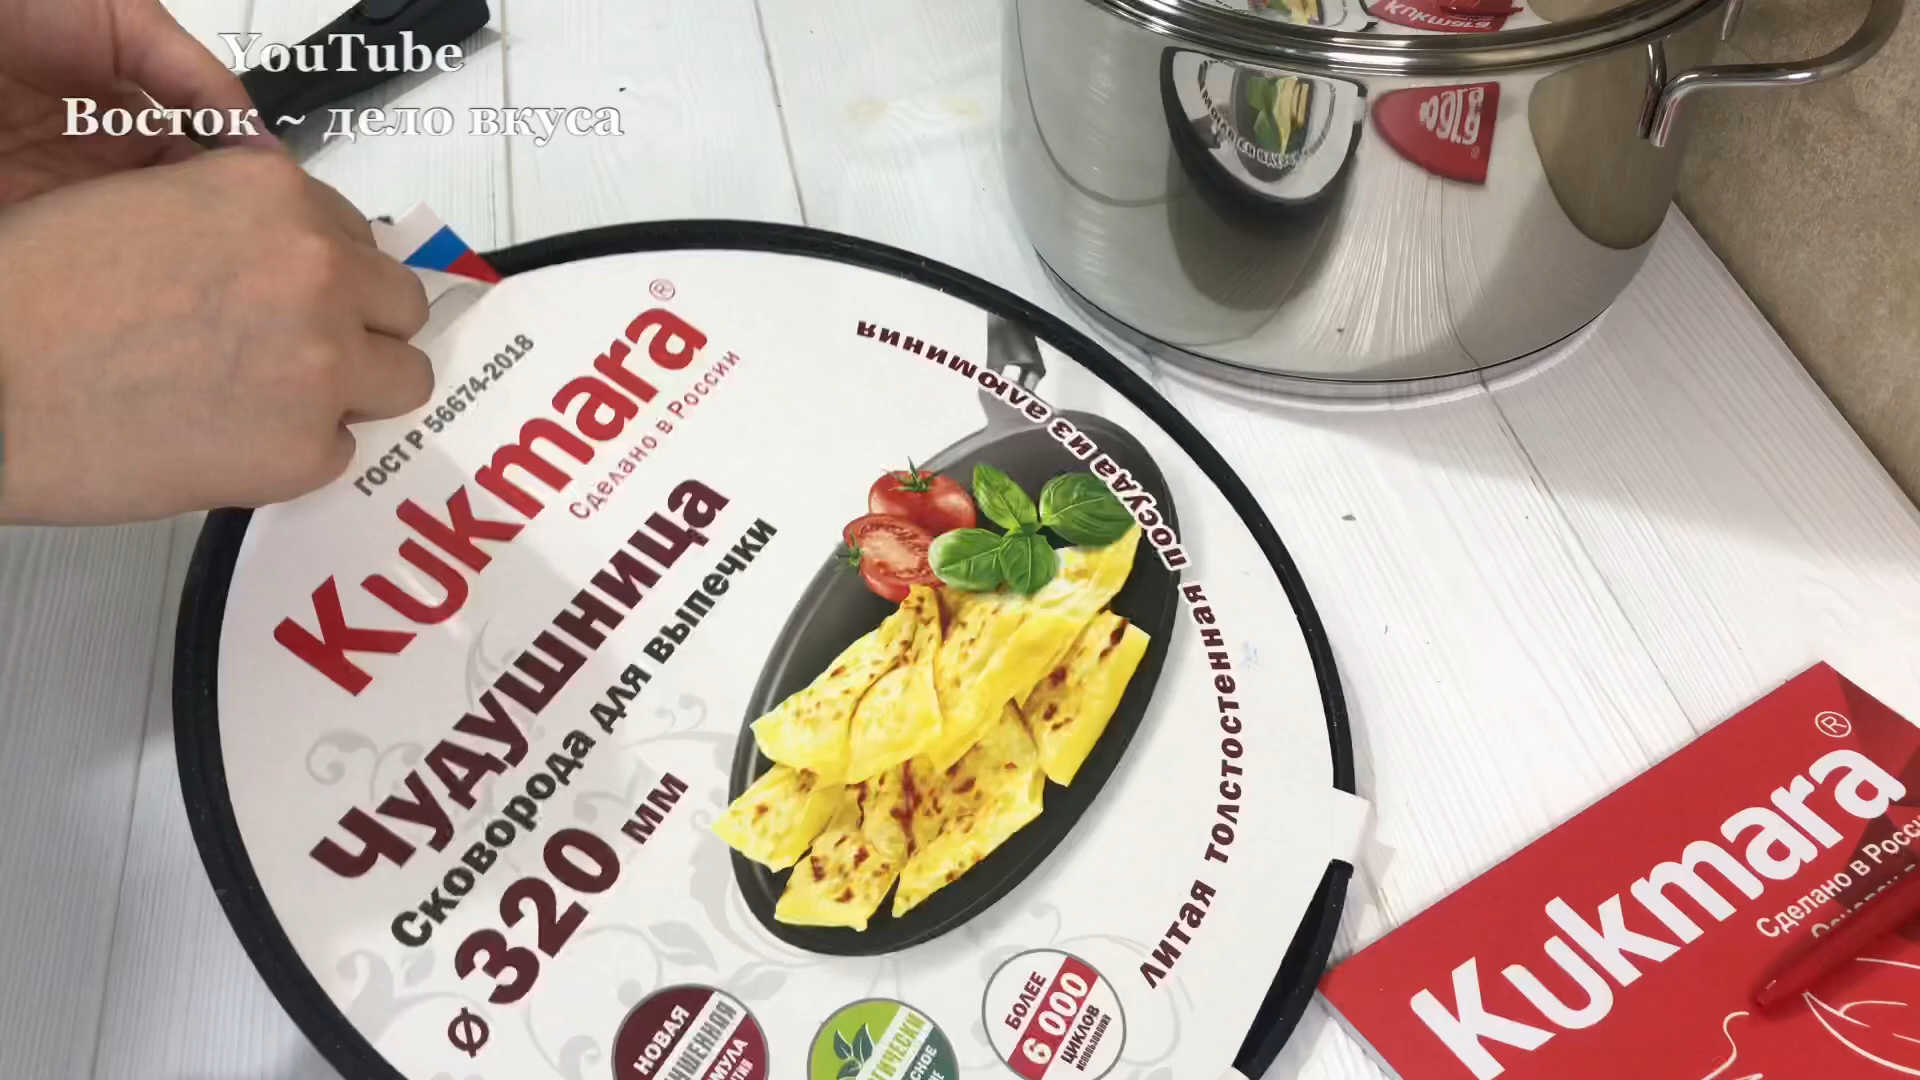 YouTube
Восток ~ дело вкуса
ГОСТ Р 56674-2018
Kukmara®
Сделано в России
Чудушница
Сковорода для выпечки
ø 320 мм
литая толстостенная посуда из алюминия
НОВАЯ
БОЛЕЕ
6 000
ЦИКЛОВ
использования
Kukmara®
Сделано в